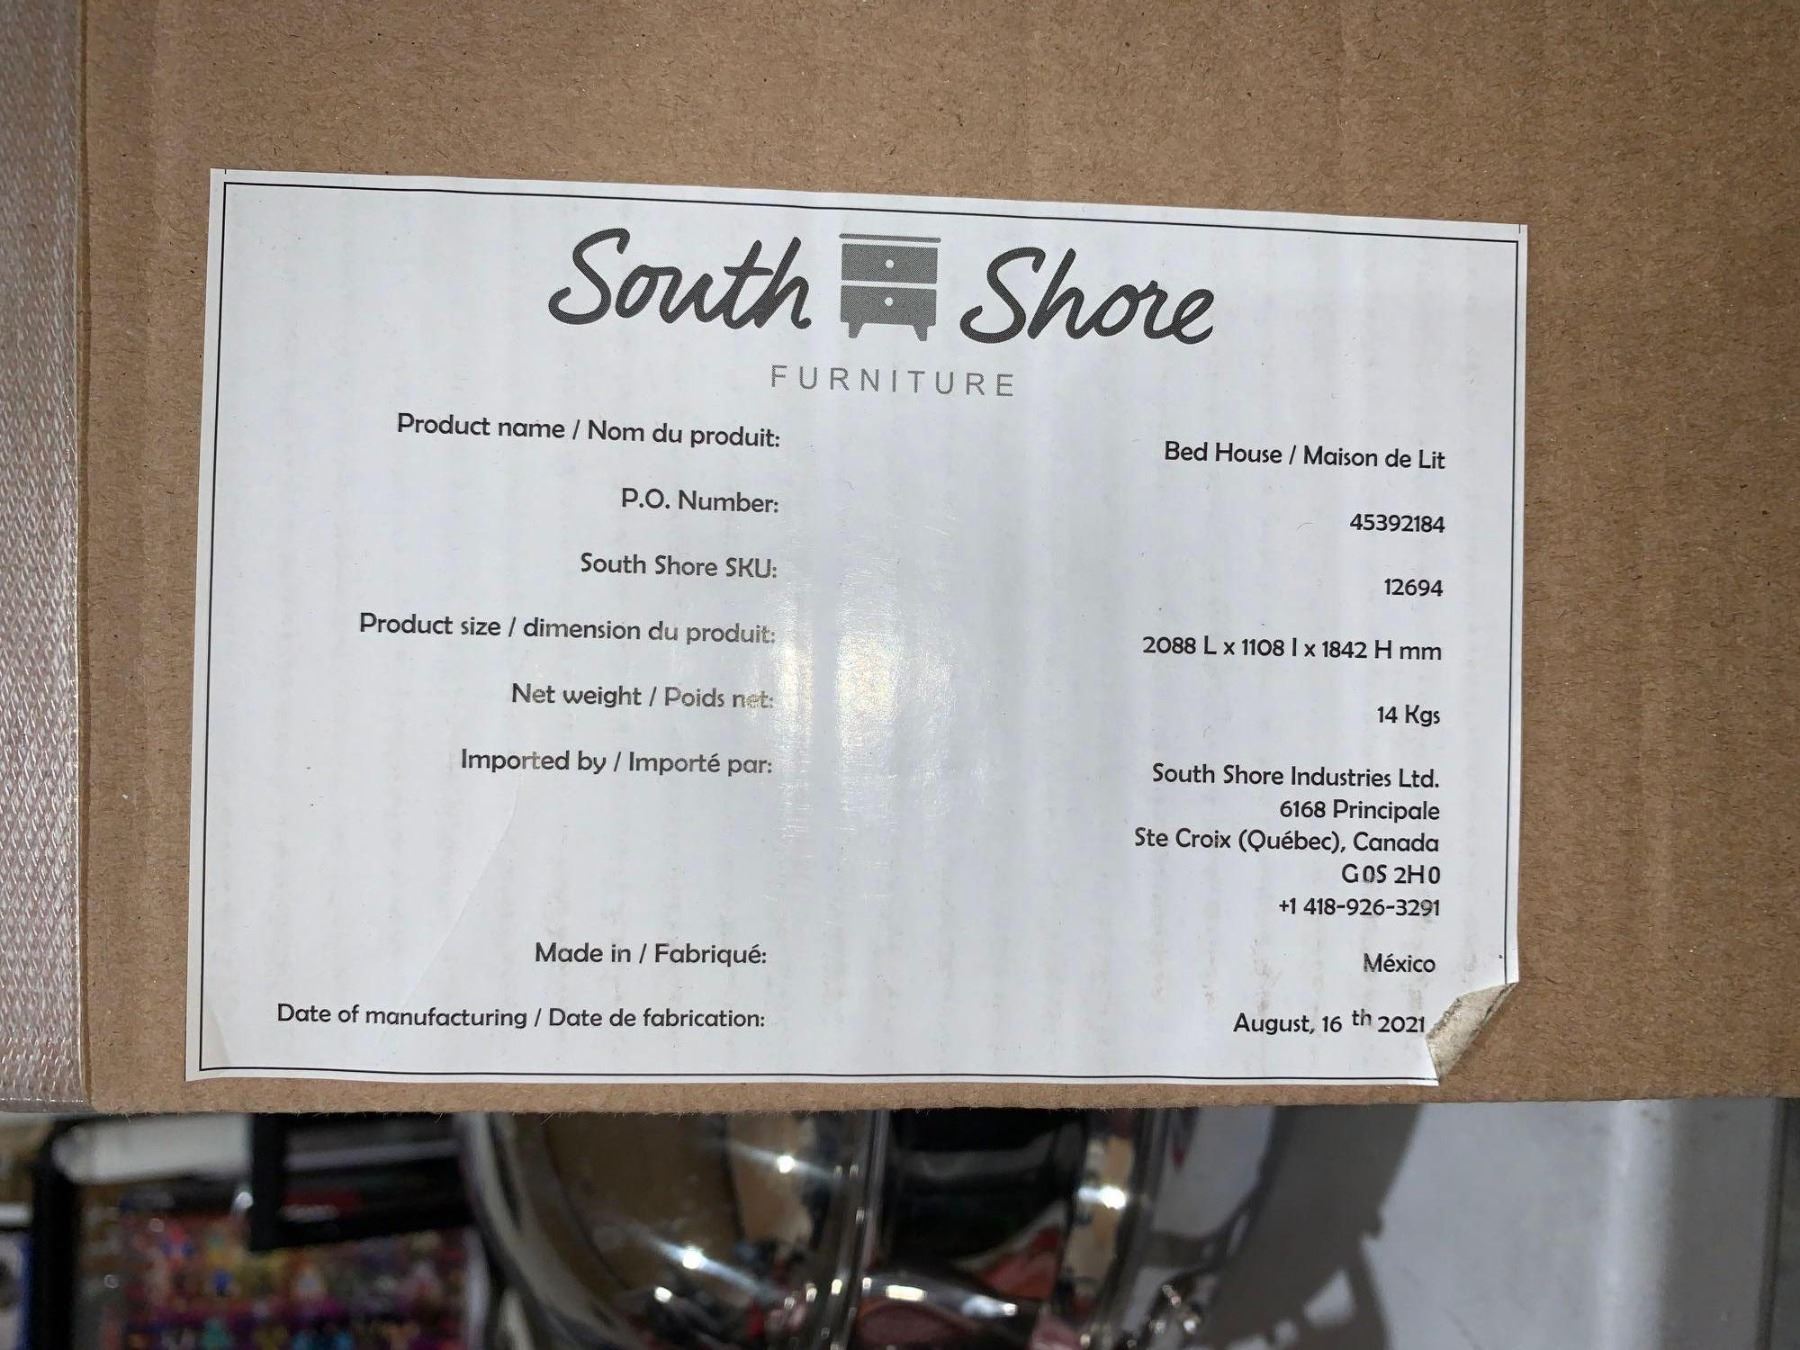 South Shore
FURNITURE
Product name / Nom du produit: Bed House / Maison de Lit
P.O. Number: 45392184
South Shore SKU: 12694
Product size / dimension du produit: 2088 L x 1108 l x 1842 H mm
Net weight / Poids net: 14 Kgs
Imported by / Importé par: South Shore Industries Ltd.
6168 Principale
Ste Croix (Québec), Canada
G0S 2H0
+1 418-926-3291
Made in / Fabriqué: México
Date of manufacturing / Date de fabrication: August, 16 th 2021